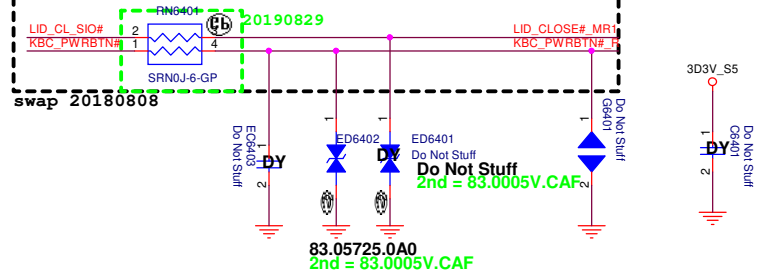 RN6401
20190829
LID_CL_SIO#
2
3
LID_CLOSE#_MR1
KBC_PWRBTN#
1
4
KBC_PWRBTN#_R
SRN0J-6-GP
swap 20180808
3D3V_S5
EC6403
Do Not Stuff
1
DY
2
1
ED6402
2
1
ED6401
Do Not Stuff
DY
2
Do Not Stuff
2nd = 83.0005V.CAF
83.05725.0A0
2nd = 83.0005V.CAF
1
G6401
Do Not Stuff
2
1
DY
C6401
Do Not Stuff
2